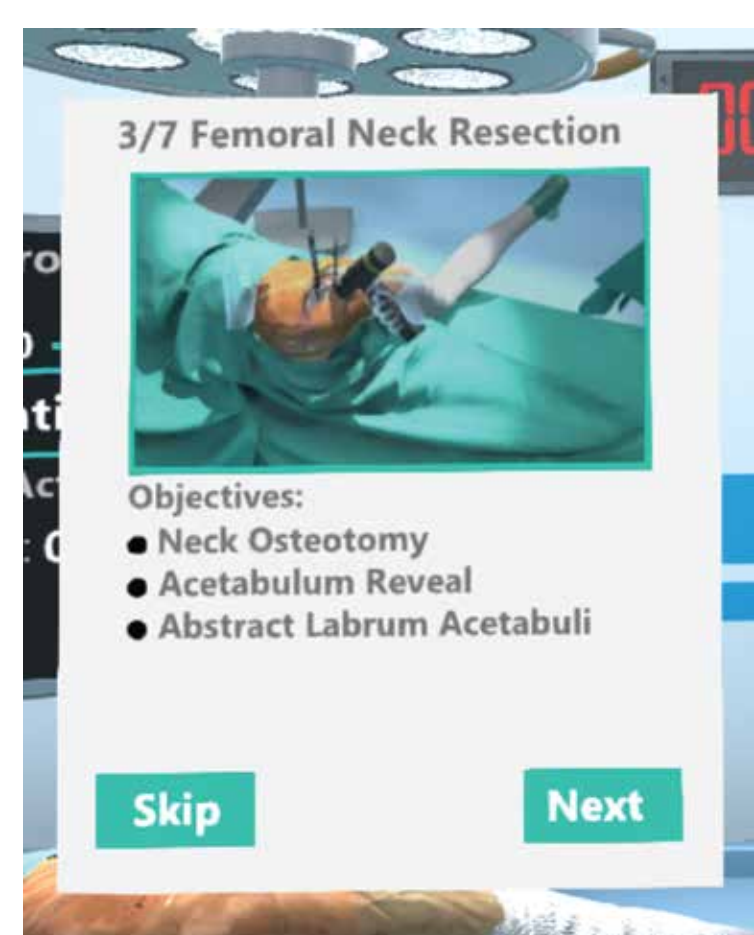 3/7 Femoral Neck Resection
Objectives:
● Neck Osteotomy
● Acetabulum Reveal
● Abstract Labrum Acetabuli
Skip
Next